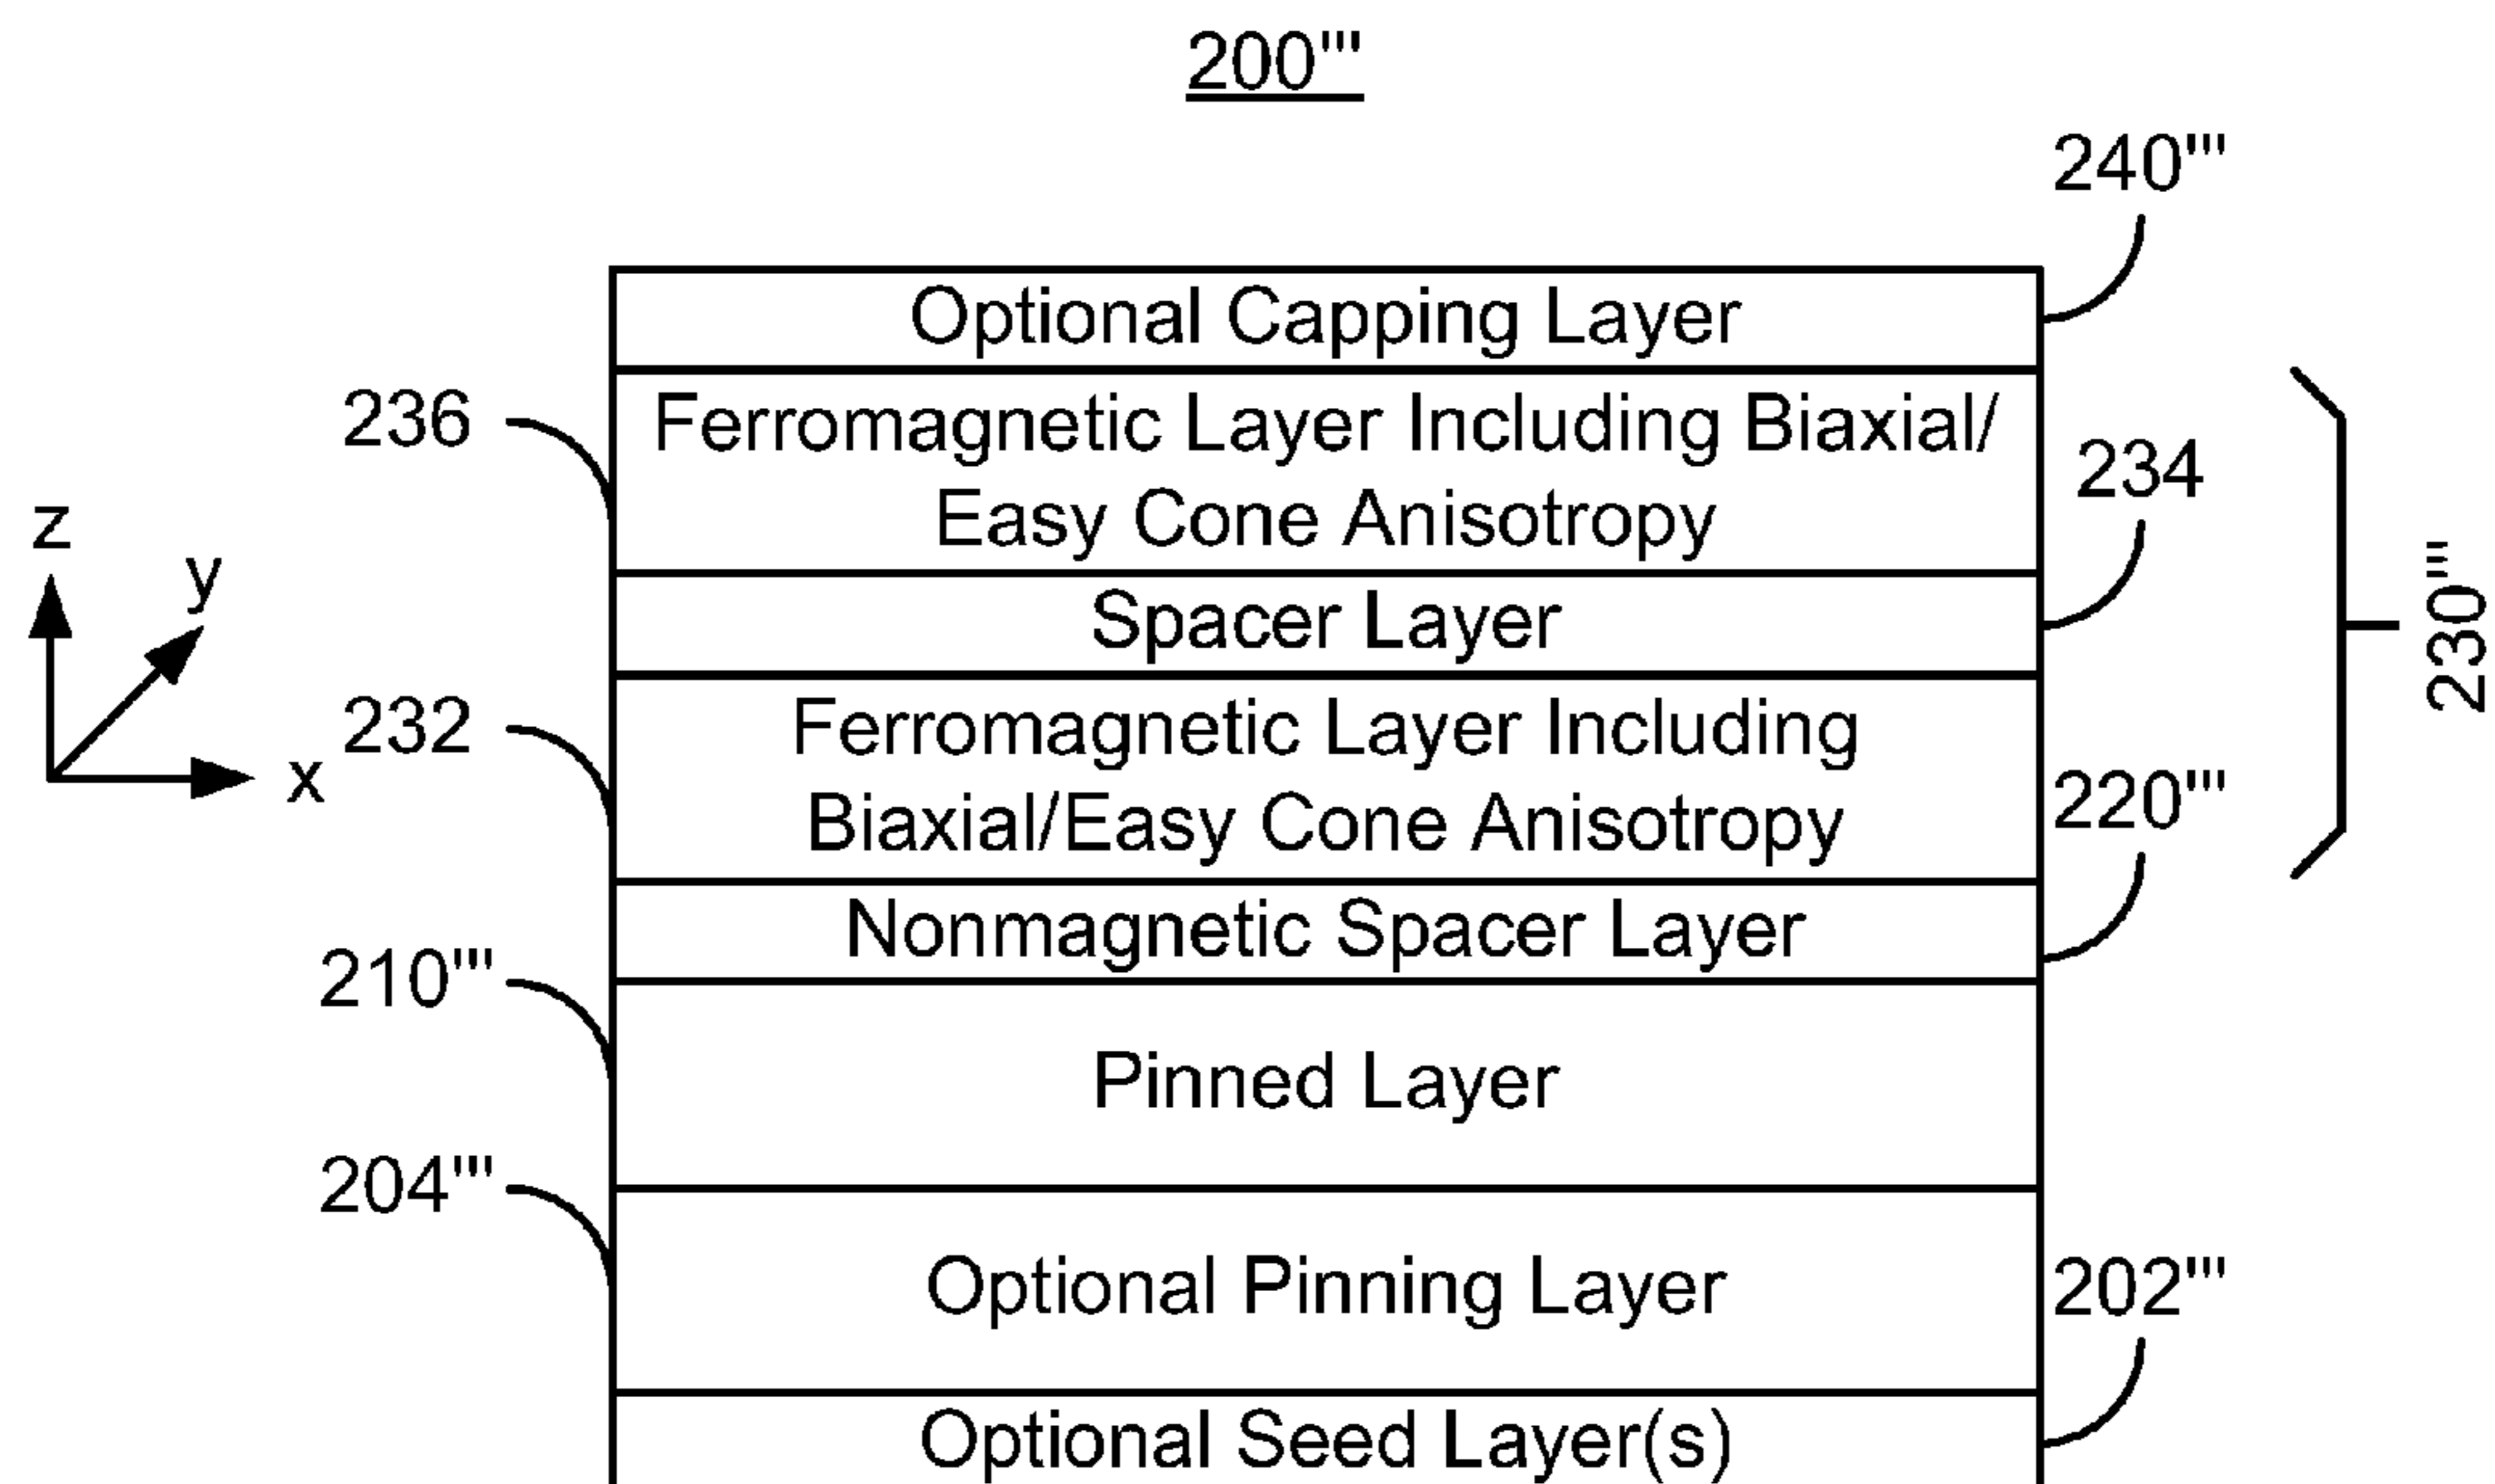 200'''
240'''
Optional Capping Layer
236
Ferromagnetic Layer Including Biaxial/
Easy Cone Anisotropy
234
z
y
x
Spacer Layer
230'''
232
Ferromagnetic Layer Including
Biaxial/Easy Cone Anisotropy
220'''
Nonmagnetic Spacer Layer
210'''
Pinned Layer
204'''
Optional Pinning Layer
202'''
Optional Seed Layer(s)